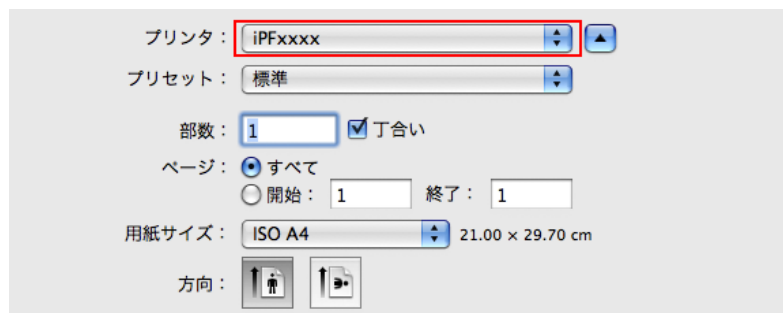 プリンタ： iPFxxxx
プリセット： 標準
部数： 1 丁合い
ページ： すべて
開始： 1 終了： 1
用紙サイズ： ISO A4 21.00 × 29.70 cm
方向：